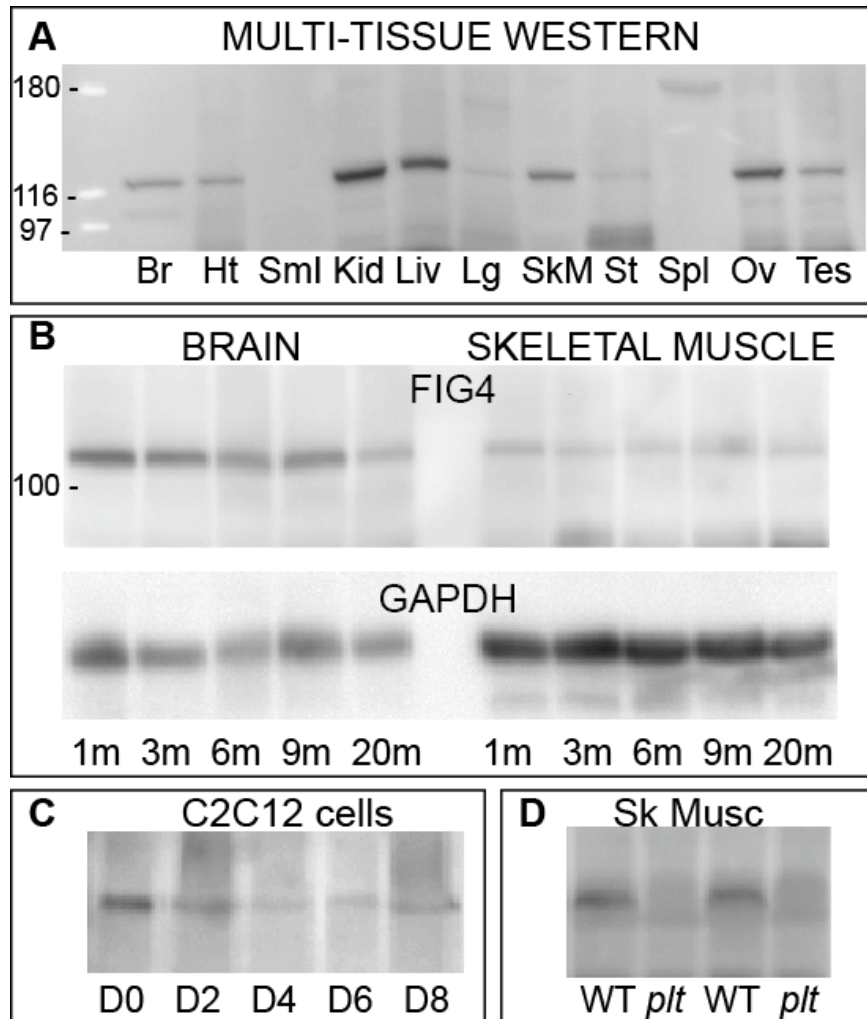 A MULTI-TISSUE WESTERN
180 -
116 -
97 -
Br Ht SmI Kid Liv Lg SkM St Spl Ov Tes
B BRAIN SKELETAL MUSCLE
FIG4
100 -
GAPDH
1m 3m 6m 9m 20m 1m 3m 6m 9m 20m
C C2C12 cells
D0 D2 D4 D6 D8
D Sk Musc
WT plt WT plt